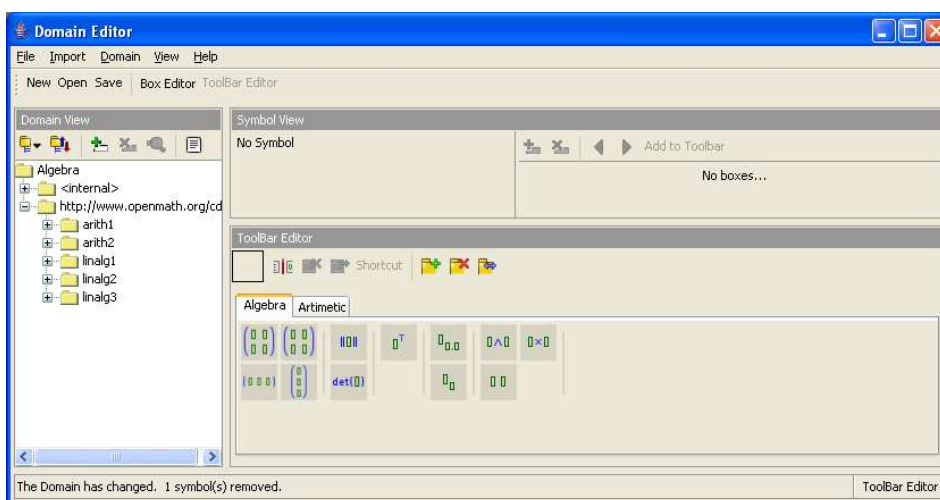 Domain Editor
File Import Domain View Help
New Open Save Box Editor ToolBar Editor
Domain View
Algebra
<internal>
http://www.openmath.org/cd
arith1
arith2
linalg1
linalg2
linalg3
Symbol View
No Symbol
Add to Toolbar
No boxes...
ToolBar Editor
Shortcut
Algebra Artimetic
det(▯)
The Domain has changed. 1 symbol(s) removed. ToolBar Editor